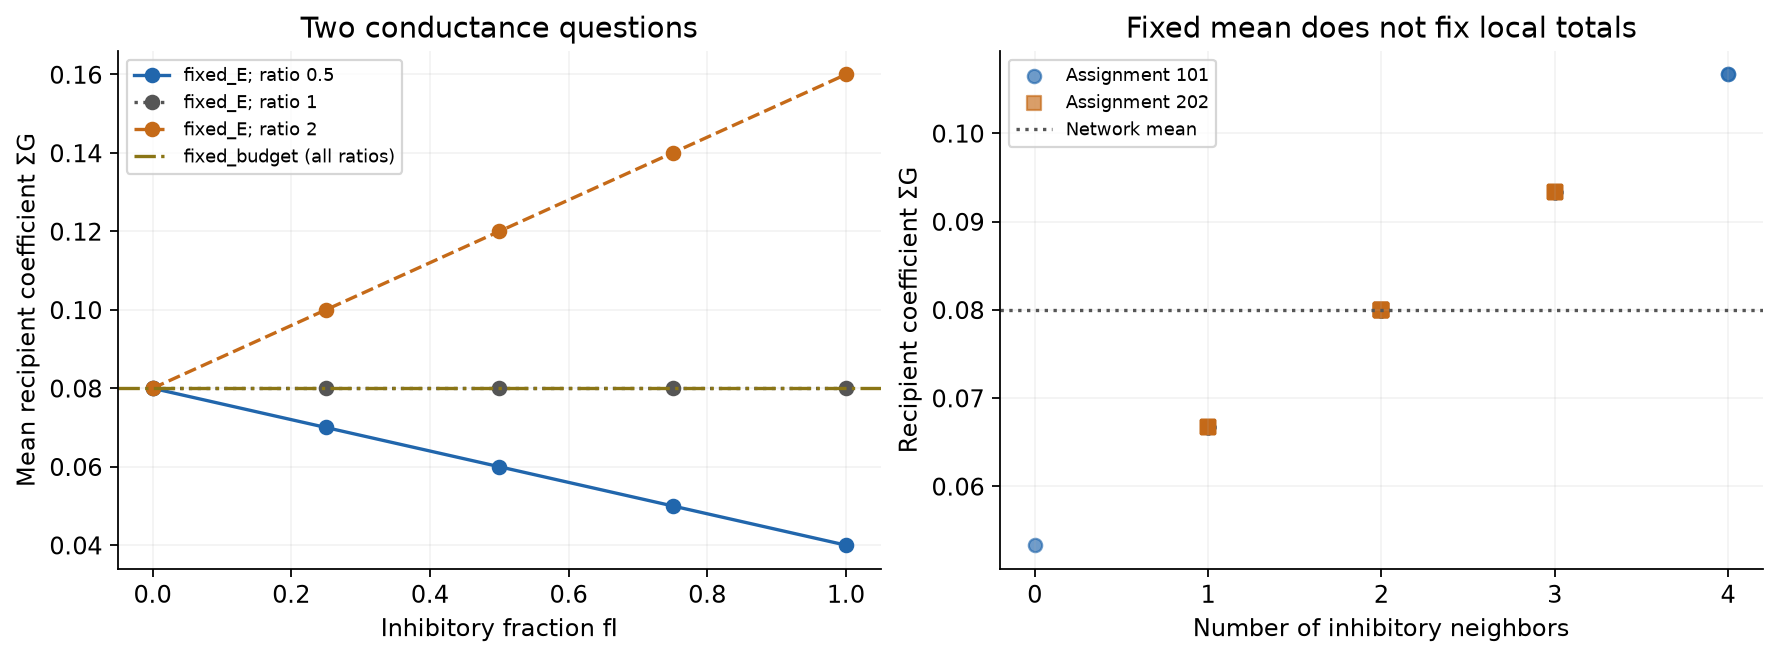 Two conductance questions
Mean recipient coefficient ΣG
0.16
0.14
0.12
0.10
0.08
0.06
0.04
fixed_E; ratio 0.5
fixed_E; ratio 1
fixed_E; ratio 2
fixed_budget (all ratios)
0.0 0.2 0.4 0.6 0.8 1.0
Inhibitory fraction fI
Fixed mean does not fix local totals
Recipient coefficient ΣG
0.10
0.09
0.08
0.07
0.06
Assignment 101
Assignment 202
Network mean
0 1 2 3 4
Number of inhibitory neighbors